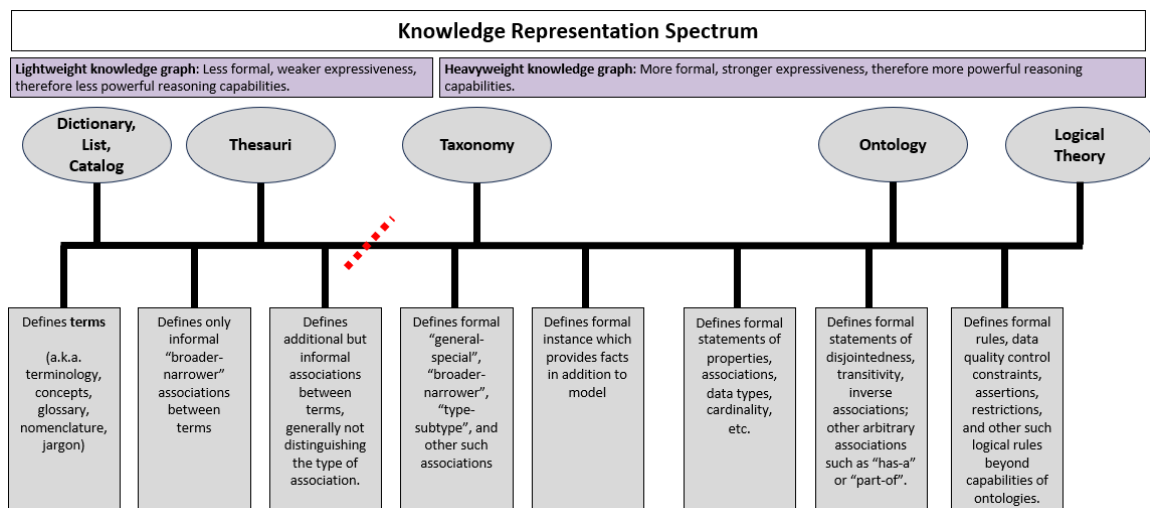 Knowledge Representation Spectrum
Lightweight knowledge graph: Less formal, weaker expressiveness,
therefore less powerful reasoning capabilities.
Heavyweight knowledge graph: More formal, stronger expressiveness, therefore more powerful reasoning
capabilities.
Dictionary,
List,
Catalog
Thesauri
Taxonomy
Ontology
Logical
Theory
Defines terms
(a.k.a.
terminology,
concepts,
glossary,
nomenclature,
jargon)
Defines only
informal
“broader-
narrower”
associations
between
terms
Defines
additional but
informal
associations
between
terms,
generally not
distinguishing
the type of
association.
Defines formal
“general-
special”,
“broader-
narrower”,
“type-
subtype”, and
other such
associations
Defines formal
instance which
provides facts
in addition to
model
Defines formal
statements of
properties,
associations,
data types,
cardinality,
etc.
Defines formal
statements of
disjointedness,
transitivity,
inverse
associations;
other arbitrary
associations
such as “has-a”
or “part-of”.
Defines formal
rules, data
quality control
constraints,
assertions,
restrictions,
and other such
logical rules
beyond
capabilities of
ontologies.